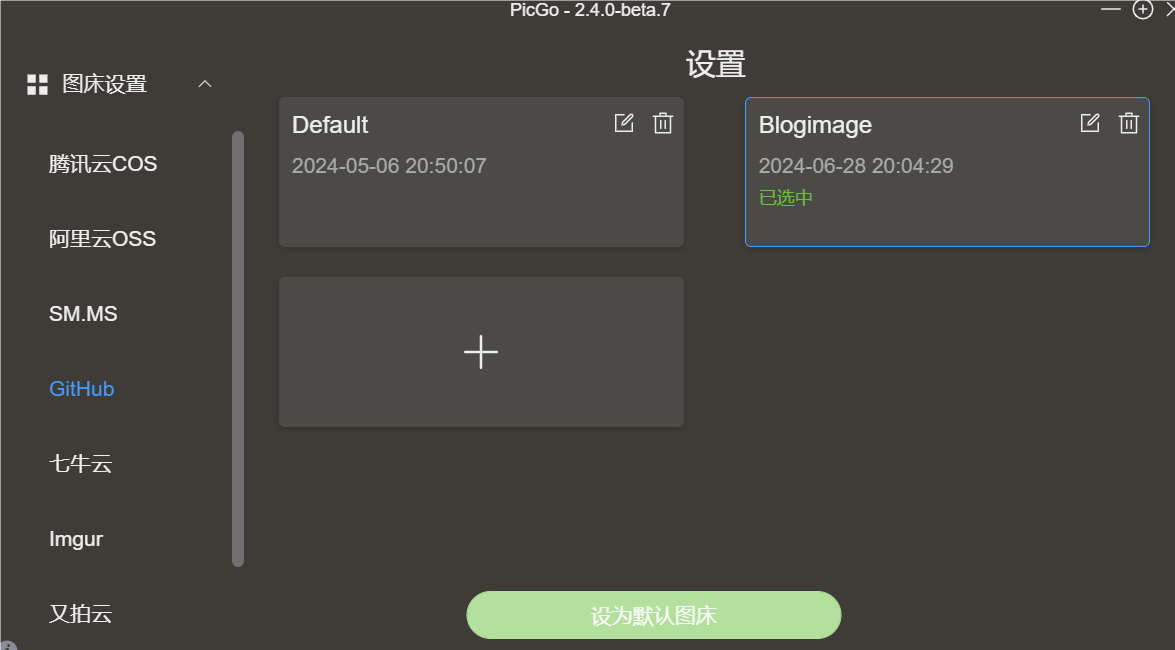 PicGo - 2.4.0-beta.7
图床设置
腾讯云COS
阿里云OSS
SM.MS
GitHub
七牛云
Imgur
又拍云
设置
Default
2024-05-06 20:50:07
Blogimage
2024-06-28 20:04:29
已选中
设为默认图床